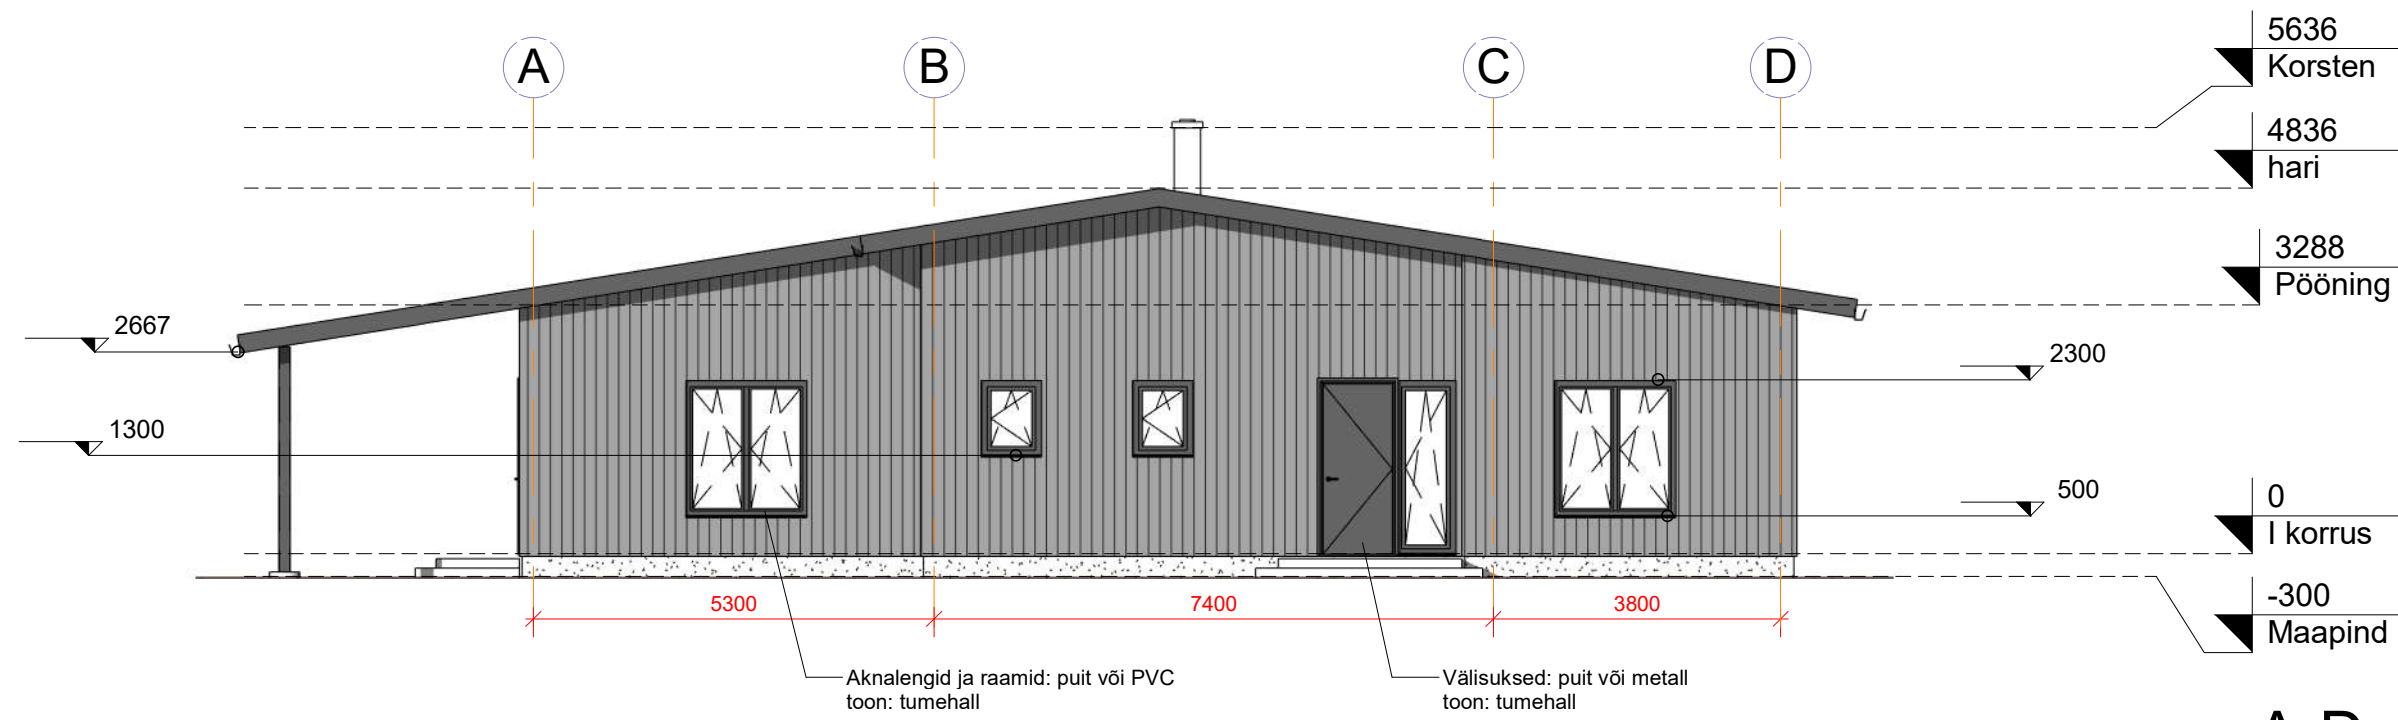 A B C D
5636
Korsten
4836
hari
3288
Pööning
2667
2300
1300
500
0
I korrus
-300
Maapind
5300 7400 3800
Aknalengid ja raamid: puit või PVC
toon: tumehall
Välisuksed: puit või metall
toon: tumehall